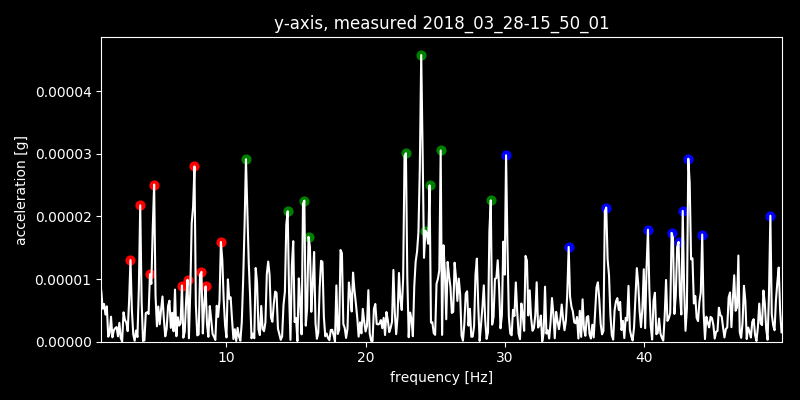 y-axis, measured 2018_03_28-15_50_01
acceleration [g]
0.00004
0.00003
0.00002
0.00001
0.00000
10 20 30 40
frequency [Hz]